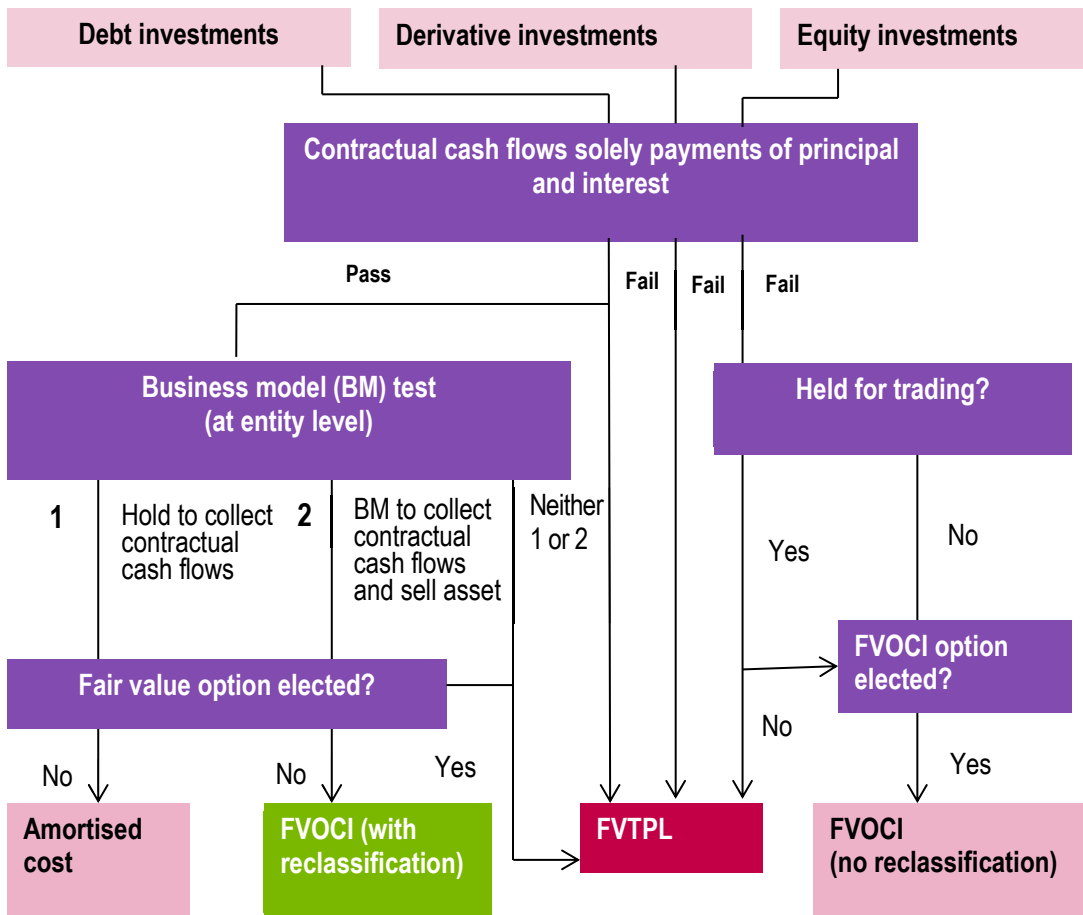 Debt investments
Derivative investments
Equity investments
Contractual cash flows solely payments of principal
and interest
Pass
Fail
Fail
Fail
Business model (BM) test
(at entity level)
Held for trading?
1
Hold to collect
contractual
cash flows
2
BM to collect
contractual
cash flows
and sell asset
Neither
1 or 2
Yes
No
Fair value option elected?
FVOCI option
elected?
No
No
Yes
No
Yes
Amortised
cost
FVOCI (with
reclassification)
FVTPL
FVOCI
(no reclassification)